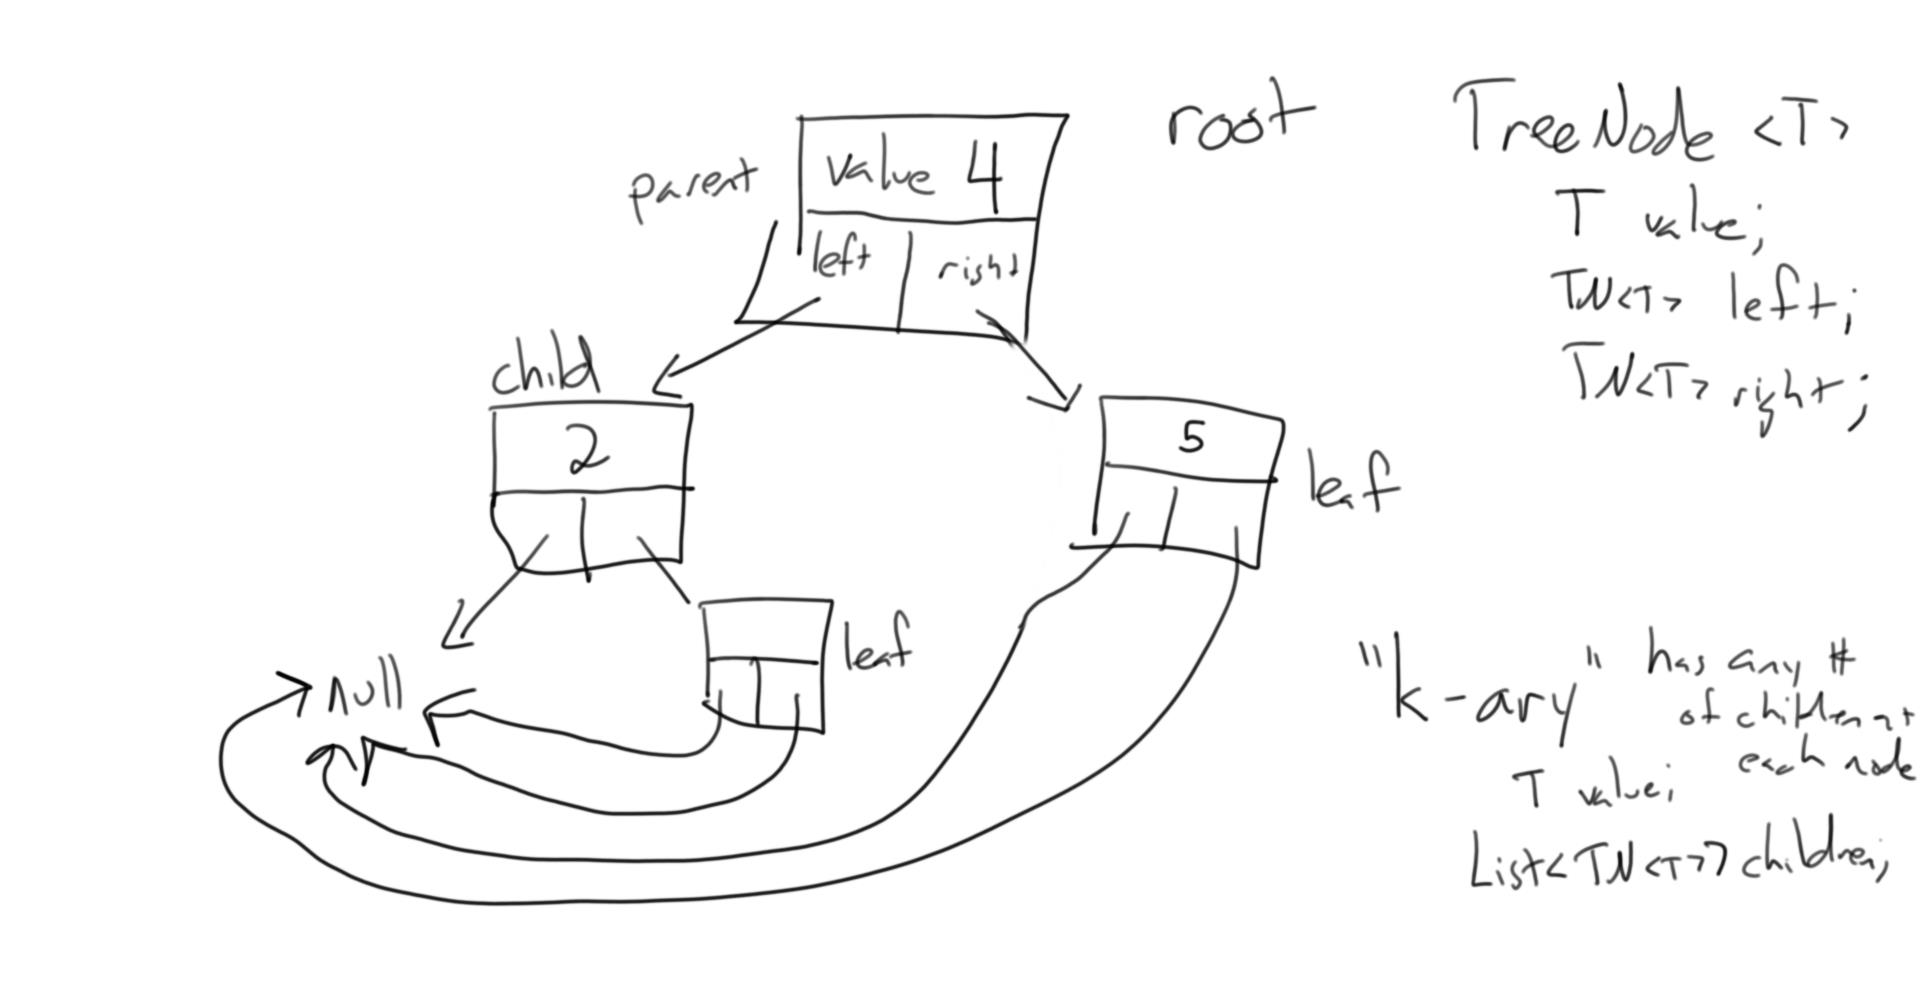 root
parent
value 4
left right
child
2
5
leaf
leaf
null
TreeNode <T>
T value;
TN<T> left;
TN<T> right;
"k-ary" has any #
of children at
each node
T value;
List<TN<T>> children;